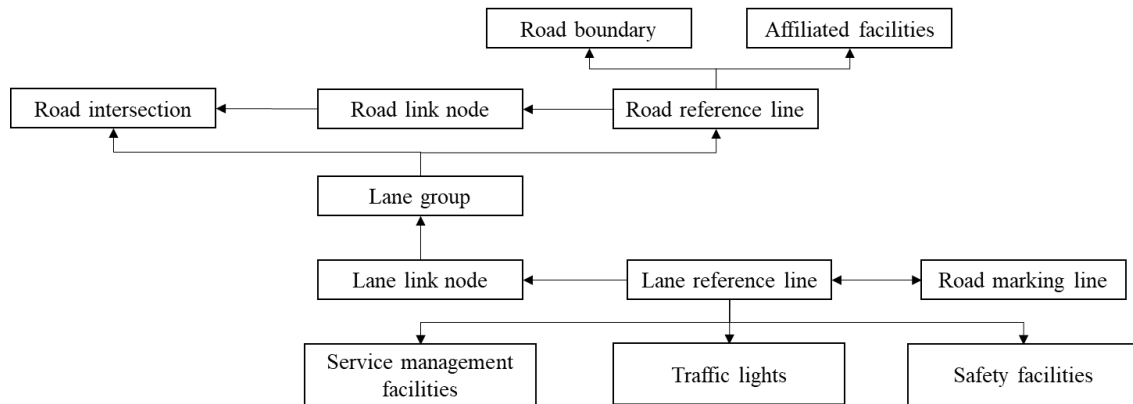 Road boundary
Affiliated facilities
Road intersection
Road link node
Road reference line
Lane group
Lane link node
Lane reference line
Road marking line
Service management
facilities
Traffic lights
Safety facilities